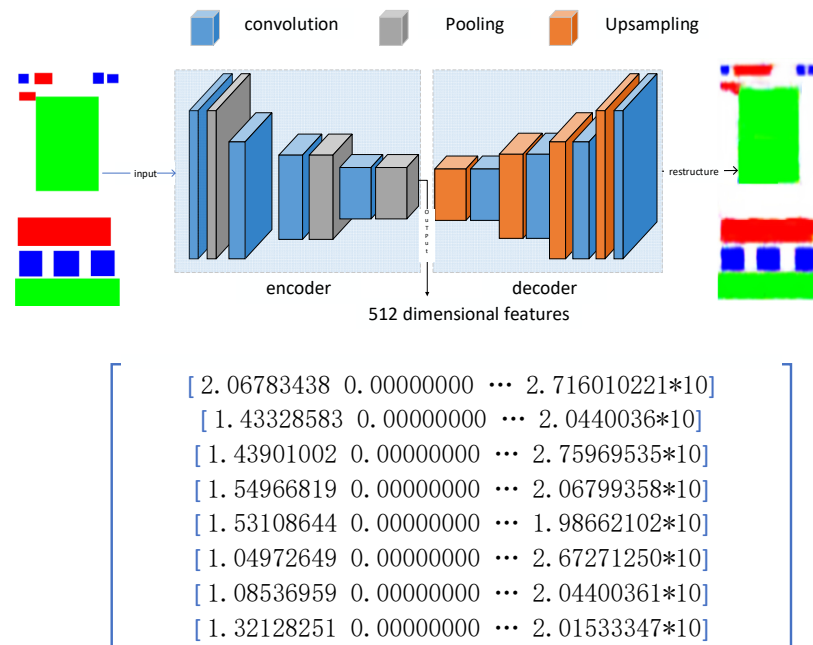 convolution Pooling Upsampling
input
restructure
OuTPut
encoder decoder
512 dimensional features
[ 2.06783438 0.00000000 ··· 2.716010221*10]
[ 1.43328583 0.00000000 ··· 2.0440036*10]
[ 1.43901002 0.00000000 ··· 2.75969535*10]
[ 1.54966819 0.00000000 ··· 2.06799358*10]
[ 1.53108644 0.00000000 ··· 1.98662102*10]
[ 1.04972649 0.00000000 ··· 2.67271250*10]
[ 1.08536959 0.00000000 ··· 2.04400361*10]
[ 1.32128251 0.00000000 ··· 2.01533347*10]